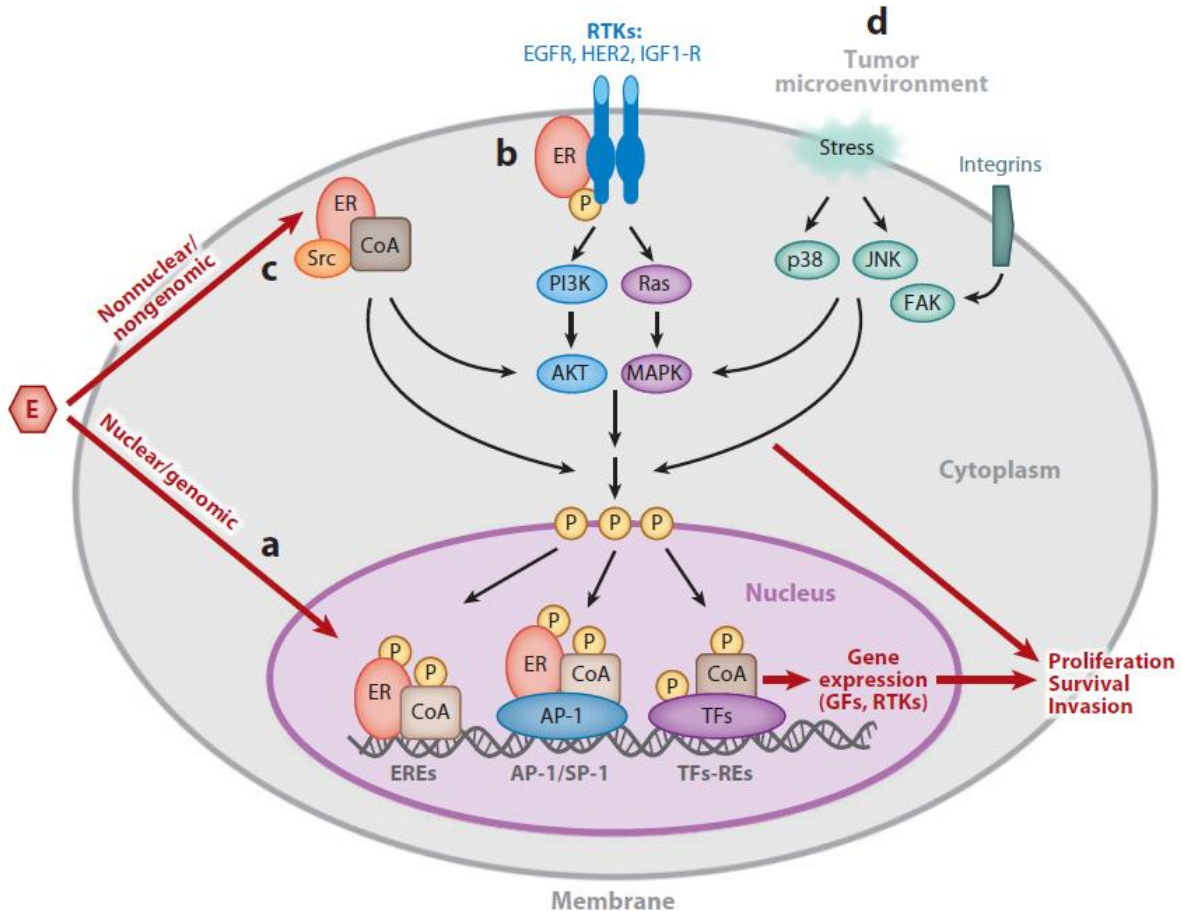 RTKs:
EGFR, HER2, IGF1-R
d
Tumor
microenvironment
b
ER
P
Stress
Integrins
ER
Src
CoA
c
Nonnuclear/
nongenomic
PI3K
Ras
p38
JNK
FAK
AKT
MAPK
E
Nuclear/genomic
a
Cytoplasm
P
P
P
Nucleus
P
P
ER
CoA
EREs
P
P
ER
CoA
AP-1
AP-1/SP-1
P
P
CoA
TFs
TFs-REs
Gene
expression
(GFs, RTKs)
Proliferation
Survival
Invasion
Membrane